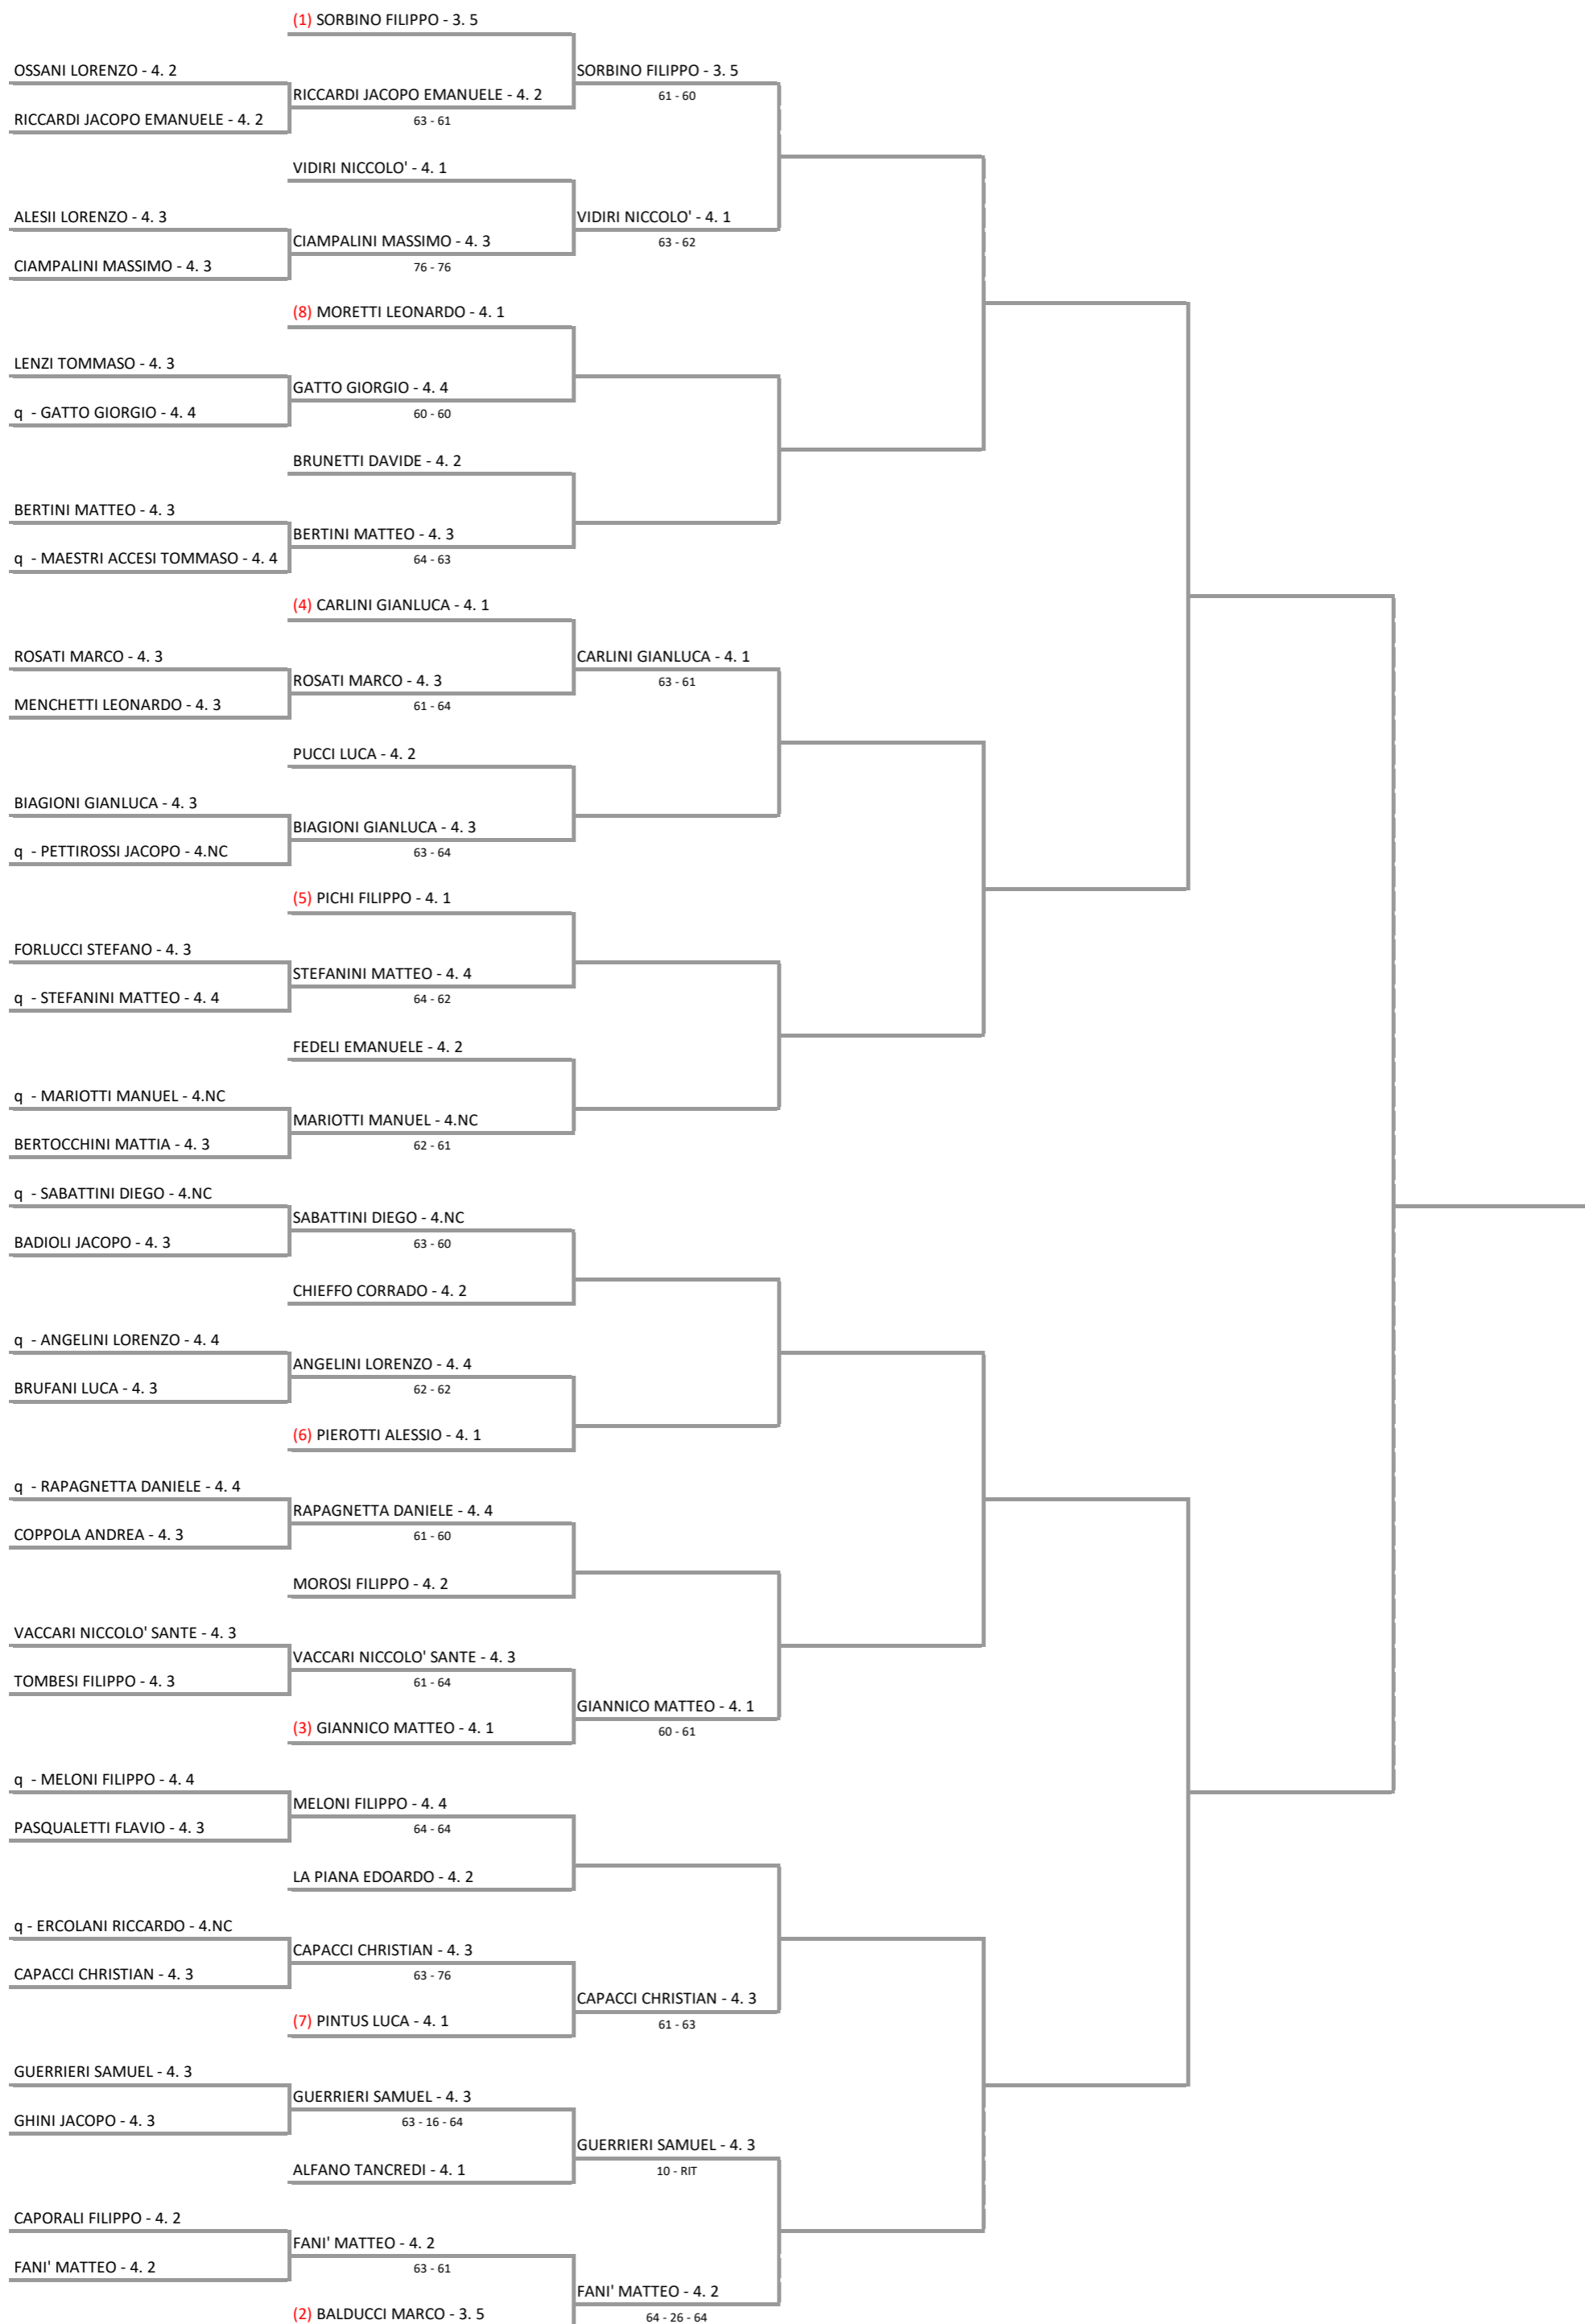 (1) SORBINO FILIPPO - 3. 5
OSSANI LORENZO - 4. 2
SORBINO FILIPPO - 3. 5
RICCARDI JACOPO EMANUELE - 4. 2
61 - 60
RICCARDI JACOPO EMANUELE - 4. 2
63 - 61
VIDIRI NICCOLO' - 4. 1
ALESII LORENZO - 4. 3
VIDIRI NICCOLO' - 4. 1
CIAMPALINI MASSIMO - 4. 3
63 - 62
CIAMPALINI MASSIMO - 4. 3
76 - 76
(8) MORETTI LEONARDO - 4. 1
LENZI TOMMASO - 4. 3
GATTO GIORGIO - 4. 4
q - GATTO GIORGIO - 4. 4
60 - 60
BRUNETTI DAVIDE - 4. 2
BERTINI MATTEO - 4. 3
BERTINI MATTEO - 4. 3
q - MAESTRI ACCESI TOMMASO - 4. 4
64 - 63
(4) CARLINI GIANLUCA - 4. 1
ROSATI MARCO - 4. 3
CARLINI GIANLUCA - 4. 1
ROSATI MARCO - 4. 3
63 - 61
MENCHETTI LEONARDO - 4. 3
61 - 64
PUCCI LUCA - 4. 2
BIAGIONI GIANLUCA - 4. 3
BIAGIONI GIANLUCA - 4. 3
q - PETTIROSSI JACOPO - 4.NC
63 - 64
(5) PICHI FILIPPO - 4. 1
FORLUCCI STEFANO - 4. 3
STEFANINI MATTEO - 4. 4
q - STEFANINI MATTEO - 4. 4
64 - 62
FEDELI EMANUELE - 4. 2
q - MARIOTTI MANUEL - 4.NC
MARIOTTI MANUEL - 4.NC
BERTOCCHINI MATTIA - 4. 3
62 - 61
q - SABATTINI DIEGO - 4.NC
SABATTINI DIEGO - 4.NC
BADIOLI JACOPO - 4. 3
63 - 60
CHIEFFO CORRADO - 4. 2
q - ANGELINI LORENZO - 4. 4
ANGELINI LORENZO - 4. 4
BRUFANI LUCA - 4. 3
62 - 62
(6) PIEROTTI ALESSIO - 4. 1
q - RAPAGNETTA DANIELE - 4. 4
RAPAGNETTA DANIELE - 4. 4
COPPOLA ANDREA - 4. 3
61 - 60
MOROSI FILIPPO - 4. 2
VACCARI NICCOLO' SANTE - 4. 3
VACCARI NICCOLO' SANTE - 4. 3
TOMBESI FILIPPO - 4. 3
61 - 64
GIANNICO MATTEO - 4. 1
(3) GIANNICO MATTEO - 4. 1
60 - 61
q - MELONI FILIPPO - 4. 4
MELONI FILIPPO - 4. 4
PASQUALETTI FLAVIO - 4. 3
64 - 64
LA PIANA EDOARDO - 4. 2
q - ERCOLANI RICCARDO - 4.NC
CAPACCI CHRISTIAN - 4. 3
CAPACCI CHRISTIAN - 4. 3
63 - 76
CAPACCI CHRISTIAN - 4. 3
(7) PINTUS LUCA - 4. 1
61 - 63
GUERRIERI SAMUEL - 4. 3
GUERRIERI SAMUEL - 4. 3
GHINI JACOPO - 4. 3
63 - 16 - 64
GUERRIERI SAMUEL - 4. 3
ALFANO TANCREDI - 4. 1
10 - RIT
CAPORALI FILIPPO - 4. 2
FANI' MATTEO - 4. 2
FANI' MATTEO - 4. 2
63 - 61
FANI' MATTEO - 4. 2
(2) BALDUCCI MARCO - 3. 5
64 - 26 - 64